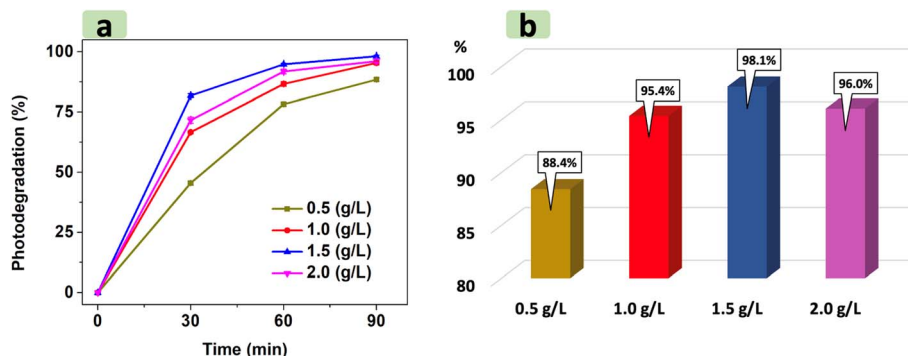 a
100
75
50
25
0
Photodegradation (%)
0.5 (g/L)
1.0 (g/L)
1.5 (g/L)
2.0 (g/L)
0 30 60 90
Time (min)
b
%
100
95
90
85
80
88.4%
95.4%
98.1%
96.0%
0.5 g/L 1.0 g/L 1.5 g/L 2.0 g/L